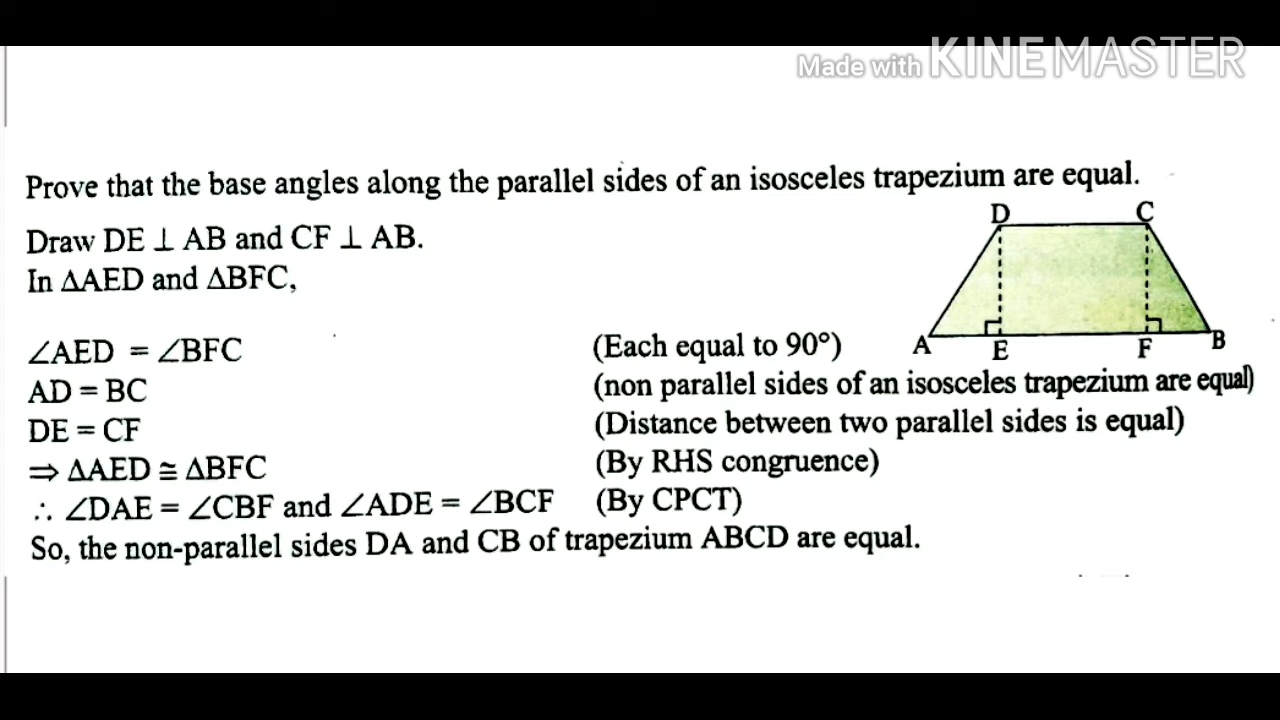 Made with KINEMASTER
Prove that the base angles along the parallel sides of an isosceles trapezium are equal.
Draw DE ⊥ AB and CF ⊥ AB.
In ΔAED and ΔBFC,
D C
A E F B
∠AED = ∠BFC (Each equal to 90°)
AD = BC (non parallel sides of an isosceles trapezium are equal)
DE = CF (Distance between two parallel sides is equal)
⇒ ΔAED ≅ ΔBFC (By RHS congruence)
∴ ∠DAE = ∠CBF and ∠ADE = ∠BCF (By CPCT)
So, the non-parallel sides DA and CB of trapezium ABCD are equal.